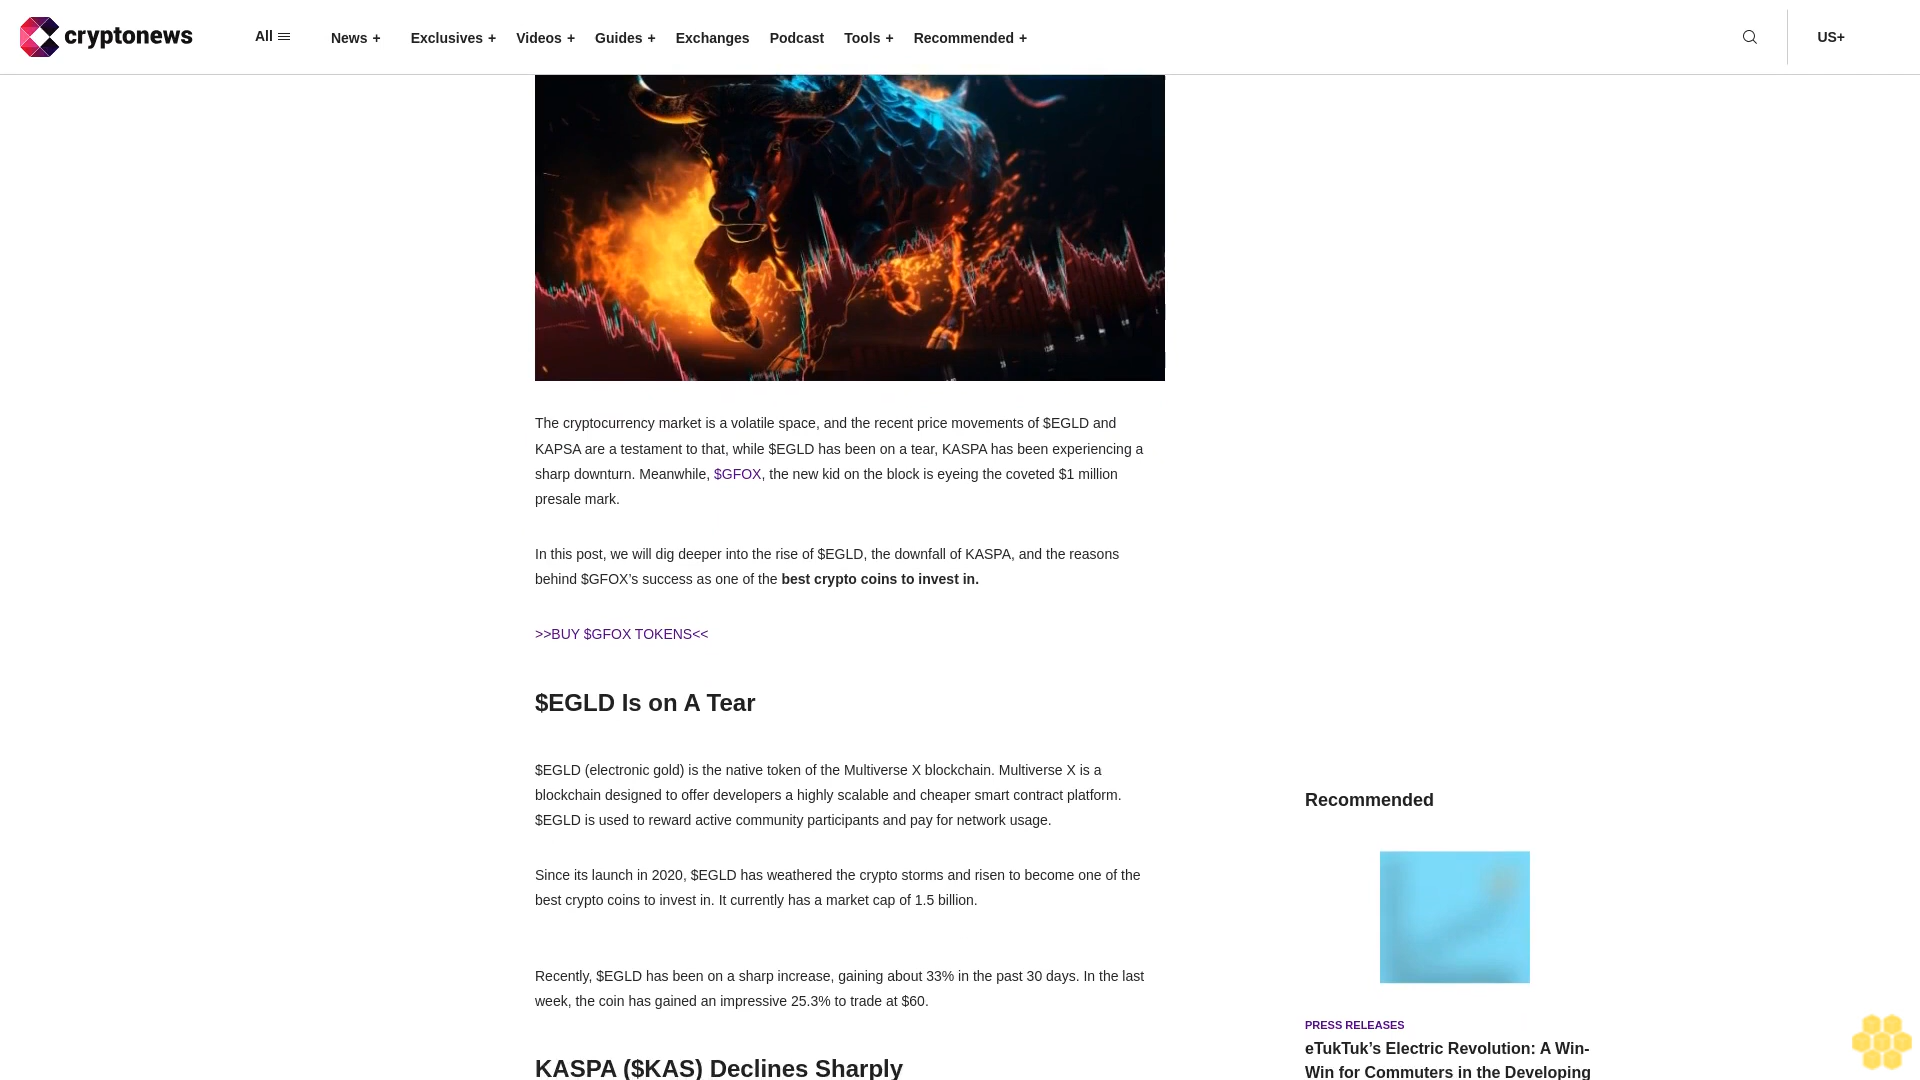 cryptonews
All
News +
Exclusives +
Videos +
Guides +
Exchanges
Podcast
Tools +
Recommended +
US+
The cryptocurrency market is a volatile space, and the recent price movements of $EGLD and
KAPSA are a testament to that, while $EGLD has been on a tear, KASPA has been experiencing a
sharp downturn. Meanwhile, $GFOX, the new kid on the block is eyeing the coveted $1 million
presale mark.
In this post, we will dig deeper into the rise of $EGLD, the downfall of KASPA, and the reasons
behind $GFOX’s success as one of the best crypto coins to invest in.
>>BUY $GFOX TOKENS<<
$EGLD Is on A Tear
$EGLD (electronic gold) is the native token of the Multiverse X blockchain. Multiverse X is a
blockchain designed to offer developers a highly scalable and cheaper smart contract platform.
$EGLD is used to reward active community participants and pay for network usage.
Since its launch in 2020, $EGLD has weathered the crypto storms and risen to become one of the
best crypto coins to invest in. It currently has a market cap of 1.5 billion.
Recently, $EGLD has been on a sharp increase, gaining about 33% in the past 30 days. In the last
week, the coin has gained an impressive 25.3% to trade at $60.
KASPA ($KAS) Declines Sharply
Recommended
PRESS RELEASES
eTukTuk’s Electric Revolution: A Win-
Win for Commuters in the Developing